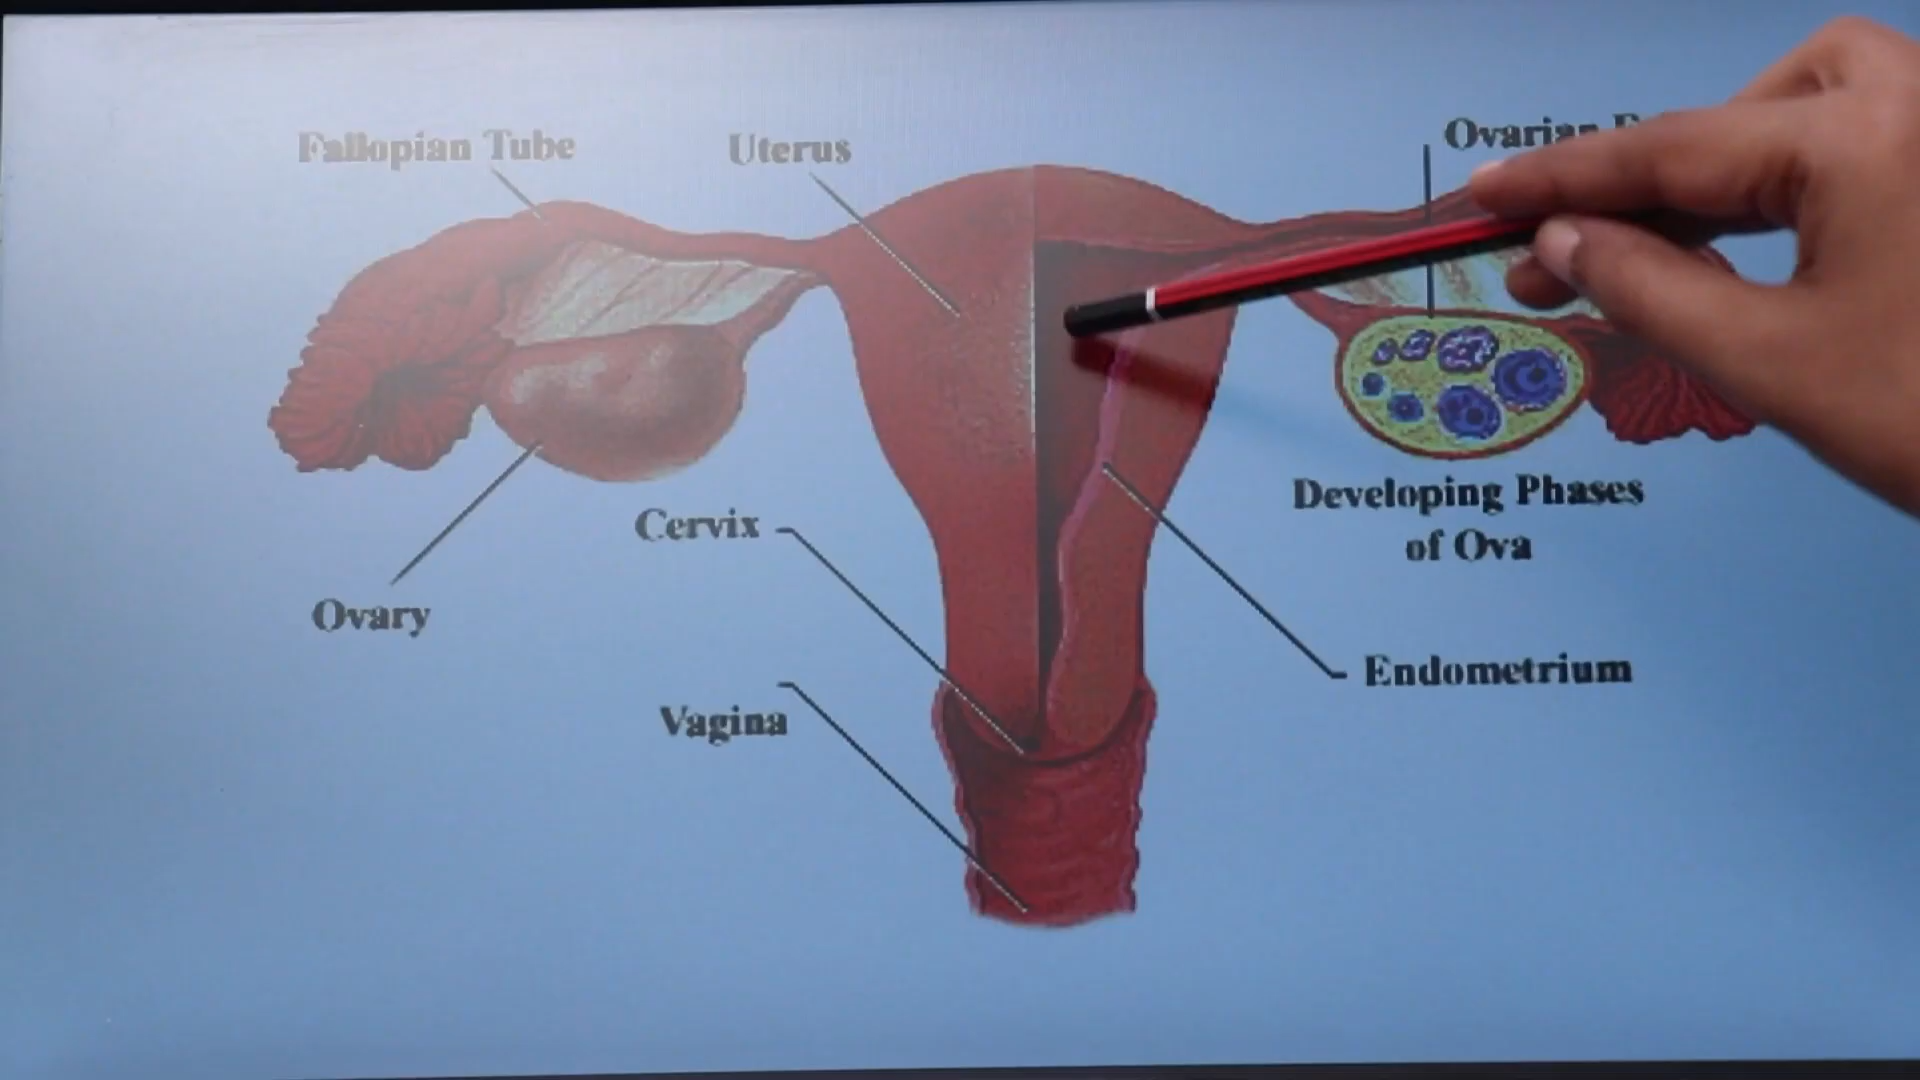 Fallopian Tube
Uterus
Ovarian
Cervix
Developing Phases
of Ova
Ovary
Endometrium
Vagina